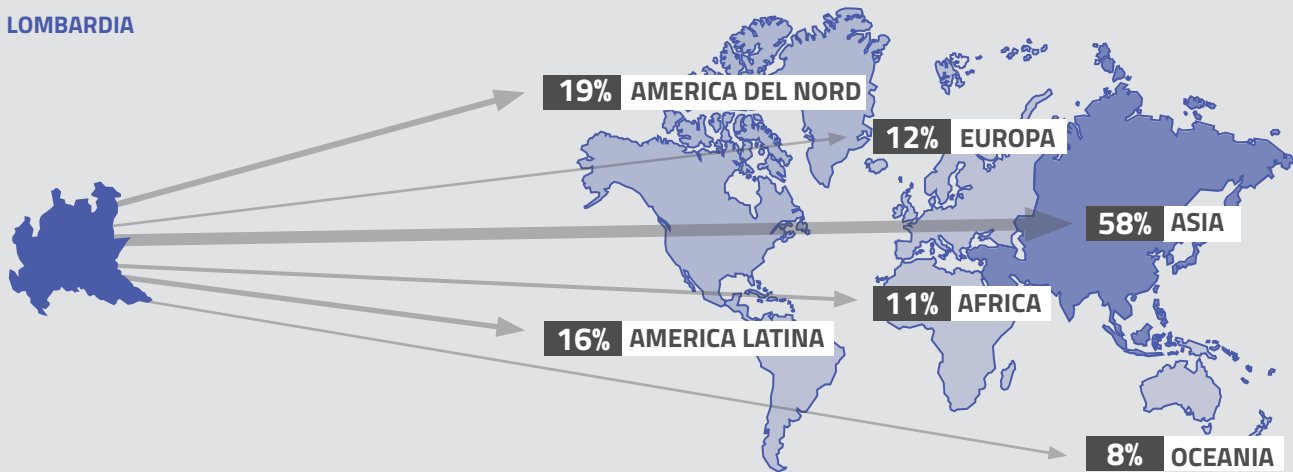 LOMBARDIA
19% AMERICA DEL NORD
12% EUROPA
58% ASIA
11% AFRICA
16% AMERICA LATINA
8% OCEANIA